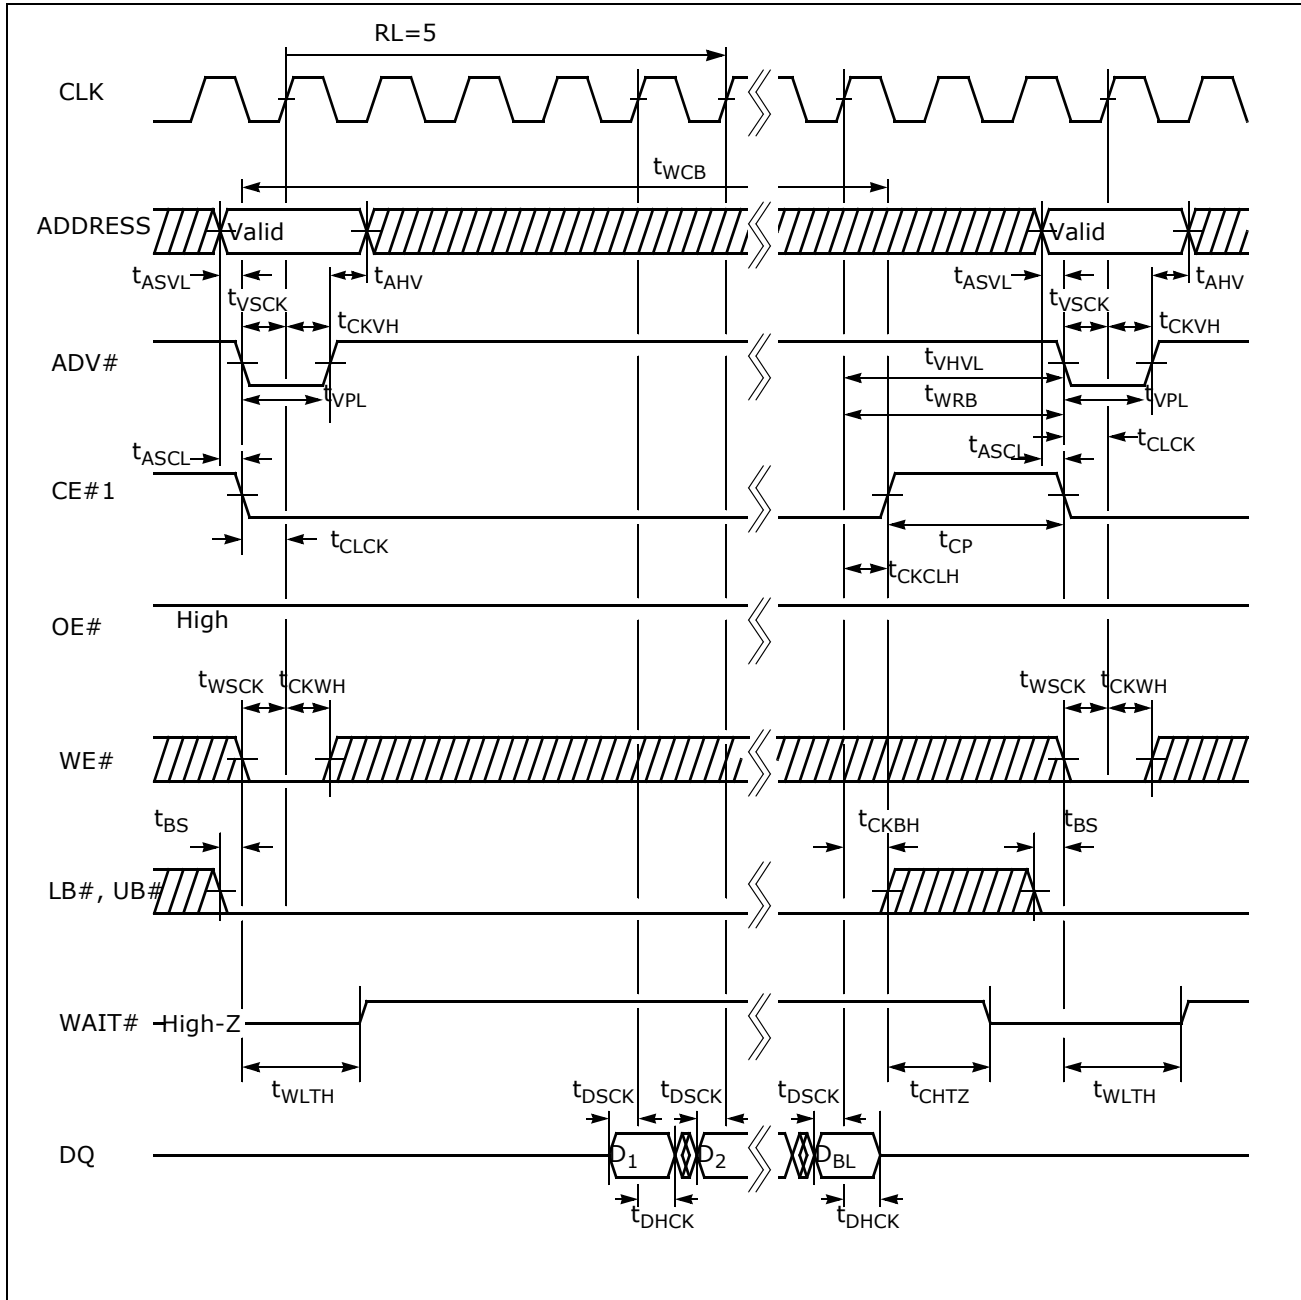 RL=5
CLK
tWCB
ADDRESS
Valid
Valid
tASVL
tAHV
tASVL
tAHV
tVSCK
tCKVH
tVSCK
tCKVH
ADV#
tVHVL
tVPL
tWRB
tVPL
tASCL
tASCL
tCLCK
CE#1
tCLCK
tCP
tCKCLH
OE#
High
tWSCK
tCKWH
tWSCK
tCKWH
WE#
tBS
tCKBH
tBS
LB#, UB#
WAIT#
High-Z
tWLTH
tDSCK
tDSCK
tDSCK
tCHTZ
tWLTH
DQ
D1
D2
DBL
tDHCK
tDHCK